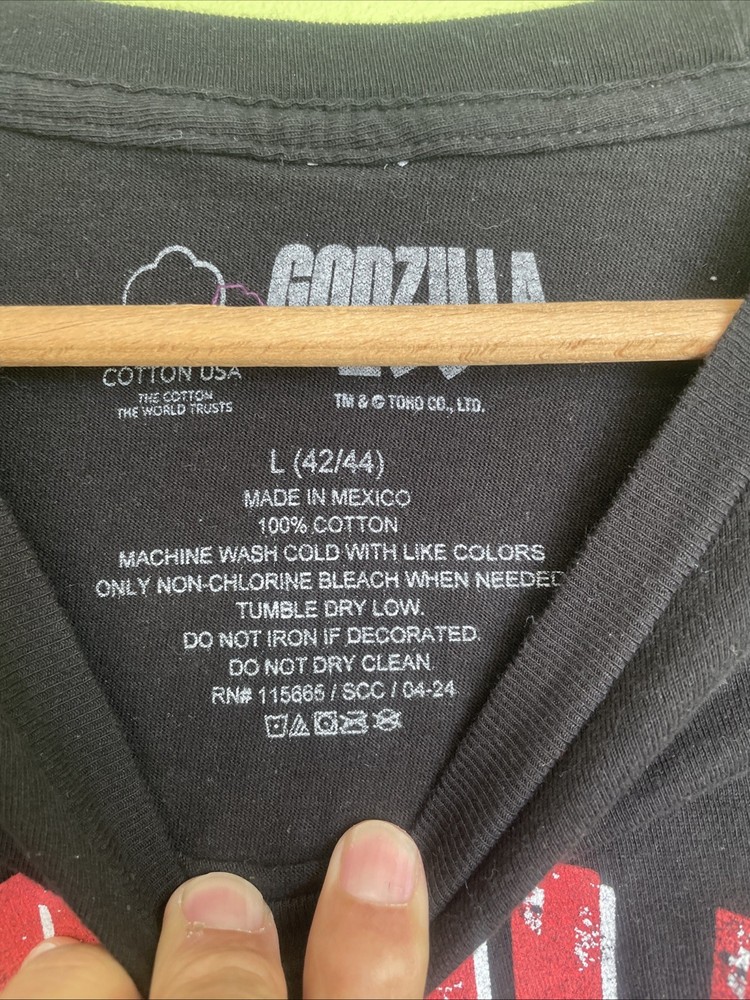 GODZILLA
COTTON USA
THE COTTON
THE WORLD TRUSTS
TM & © TOHO CO., LTD.
L (42/44)
MADE IN MEXICO
100% COTTON
MACHINE WASH COLD WITH LIKE COLORS
ONLY NON-CHLORINE BLEACH WHEN NEEDED
TUMBLE DRY LOW.
DO NOT IRON IF DECORATED.
DO NOT DRY CLEAN.
RN# 115665 / SCC / 04-24